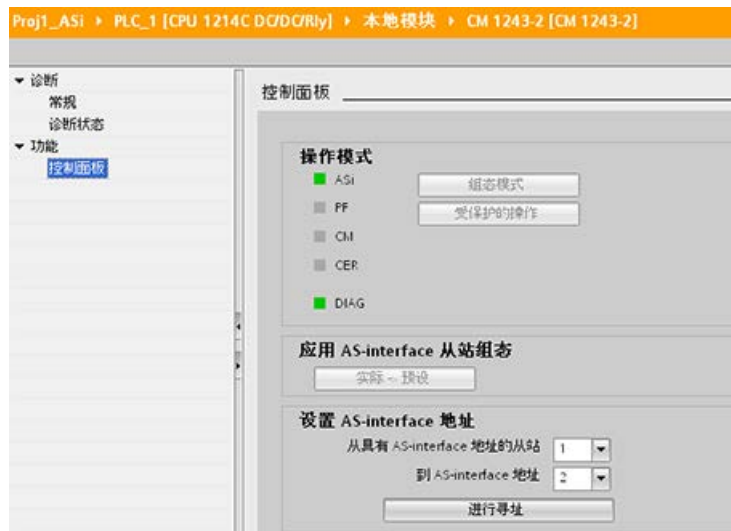 Proj1_ASi ▸ PLC_1 [CPU 1214C DC/DC/Rly] ▸ 本地模块 ▸ CM 1243-2 [CM 1243-2]
诊断
常规
诊断状态
功能
控制面板
控制面板
操作模式
ASi 组态模式
PF 受保护的操作
CM
CER
DIAG
应用 AS-interface 从站组态
实际 -- 预设
设置 AS-interface 地址
从具有 AS-interface 地址的从站 1
到 AS-interface 地址 2
进行寻址